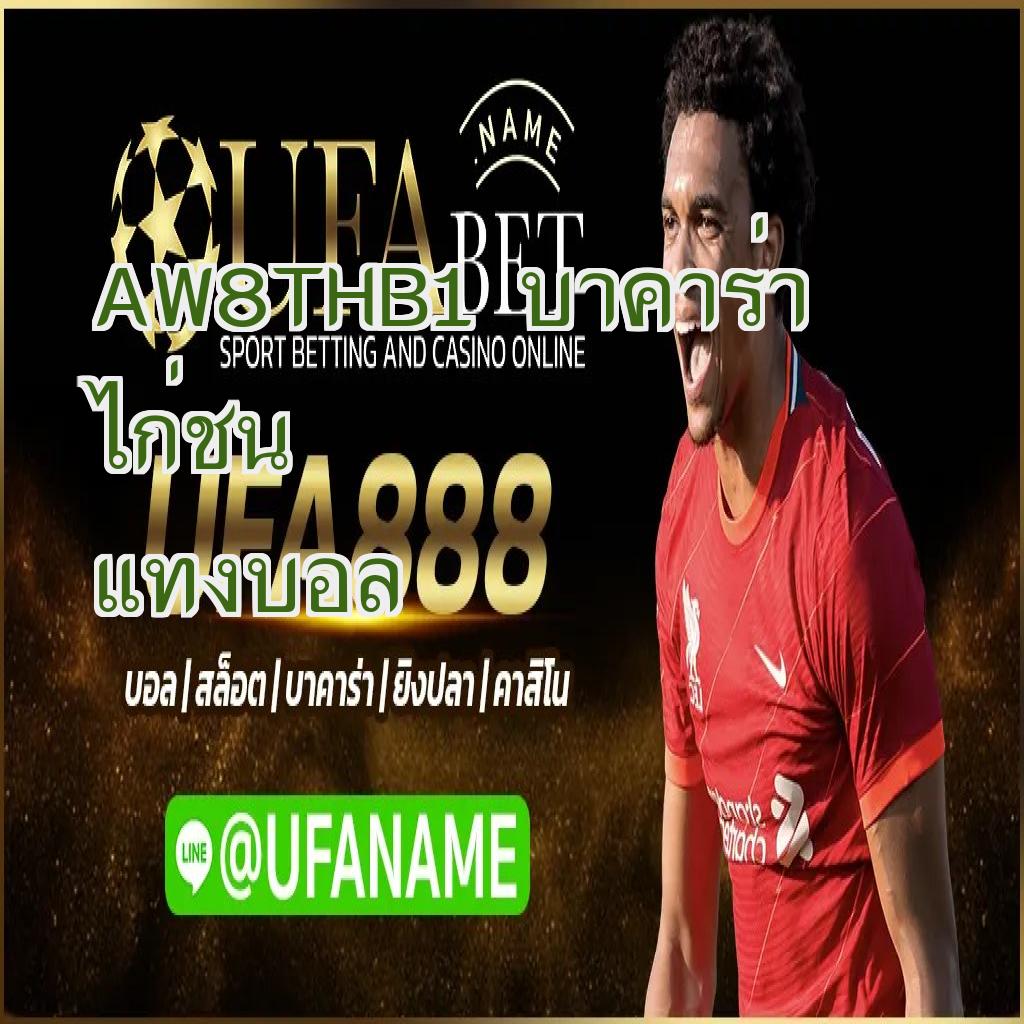 .NAME
UFABET
AW8THB1 บาคาร่า
SPORT BETTING AND CASINO ONLINE
ไก่ชน
UFA888
แทงบอล
บอล | สล็อต | บาคาร่า | ยิงปลา | คาสิโน
LINE @UFANAME